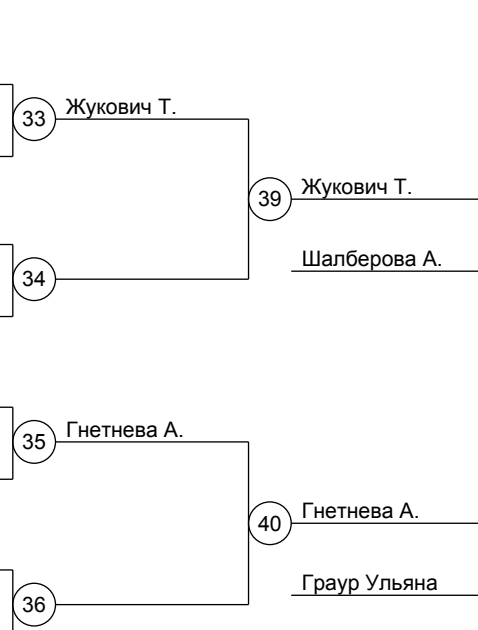 33 Жукович Т.
39 Жукович Т.
Шалберова А.
34
35 Гнетнева А.
40 Гнетнева А.
Граур Ульяна
36